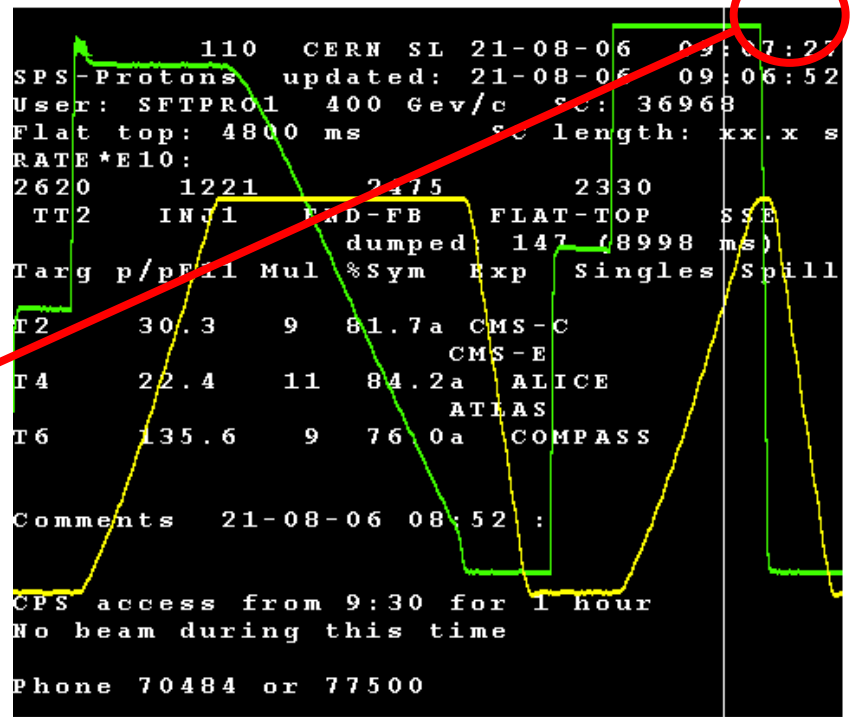 110 CERN SL 21-08-06 09:07:27
SPS-Protons updated: 21-08-06 09:06:52
User: SFTPRO1 400 Gev/c SC: 36968
Flat top: 4800 ms SC length: xx.x s
RATE*E10:
2620 1221 2475 2330
TT2 INJ1 END-FB FLAT-TOP SSE
dumped: 147 (8998 ms)
Targ p/pE11 Mul %Sym Exp Singles Spill
T2 30.3 9 81.7a CMS-C
CMS-E
T4 22.4 11 84.2a ALICE
ATLAS
T6 135.6 9 76.0a COMPASS
Comments 21-08-06 08:52 :
CPS access from 9:30 for 1 hour
No beam during this time
Phone 70484 or 77500